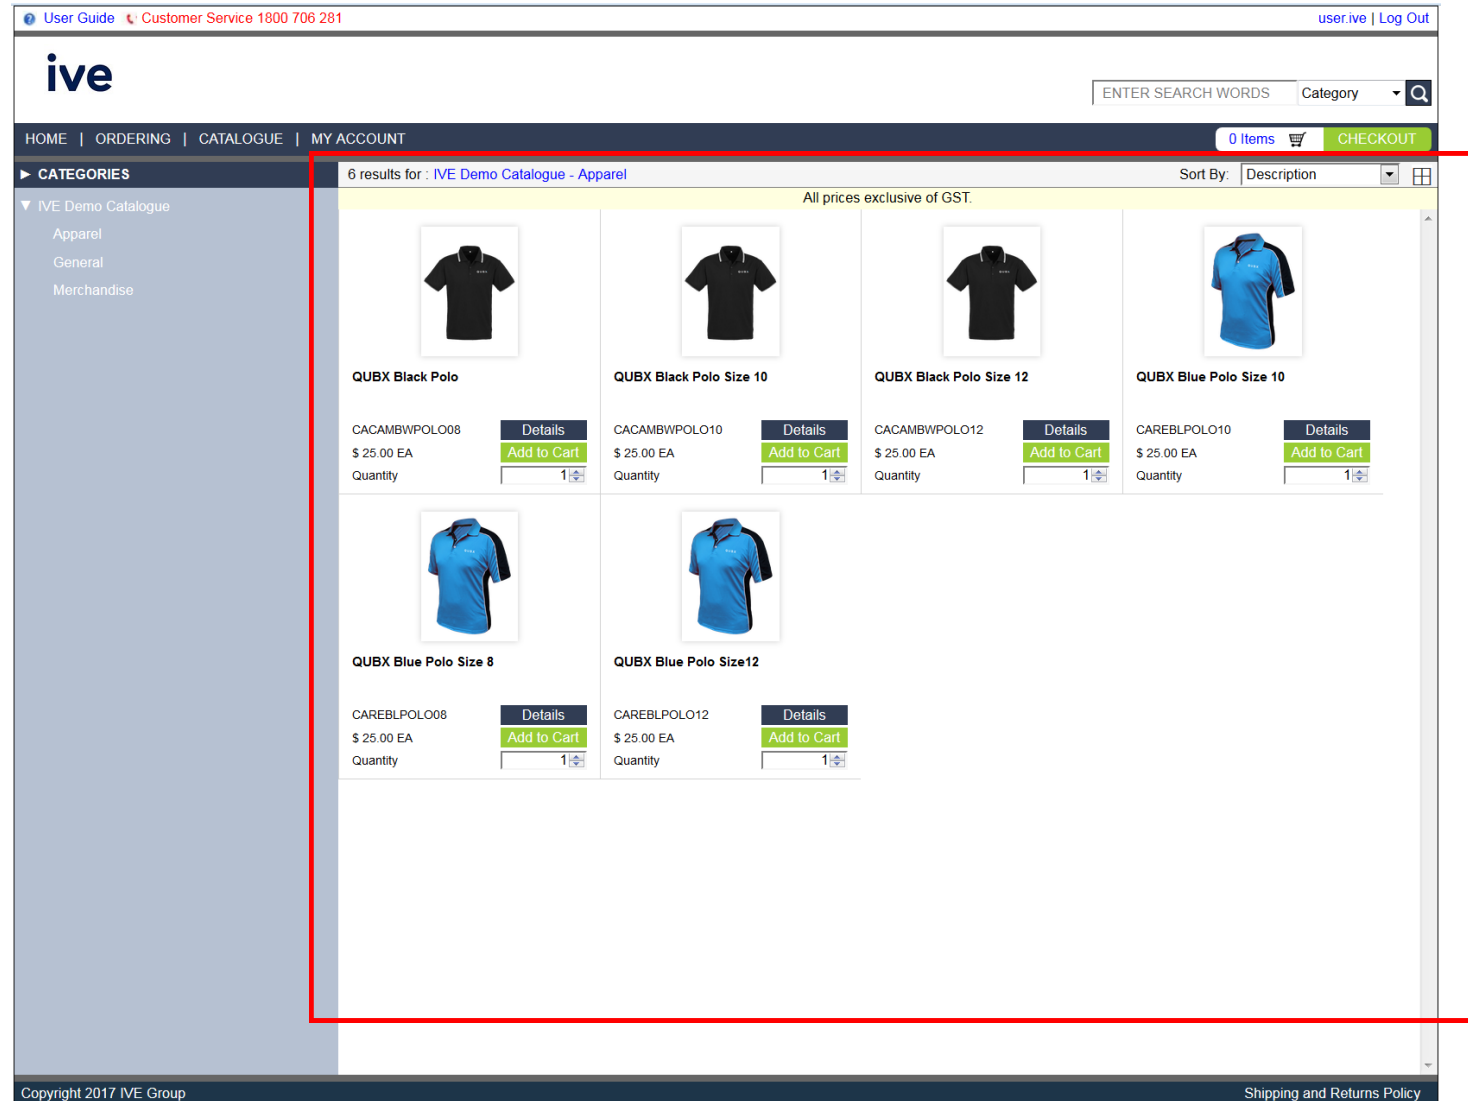 User Guide Customer Service 1800 706 281 user.ive | Log Out
ive
ENTER SEARCH WORDS Category
HOME | ORDERING | CATALOGUE | MY ACCOUNT 0 Items CHECKOUT
CATEGORIES 6 results for : IVE Demo Catalogue - Apparel Sort By: Description
All prices exclusive of GST.
IVE Demo Catalogue
Apparel
General
Merchandise
QUBX Black Polo QUBX Black Polo Size 10 QUBX Black Polo Size 12 QUBX Blue Polo Size 10
CACAMBWPOLO08 Details CACAMBWPOLO10 Details CACAMBWPOLO12 Details CAREBLPOLO10 Details
$ 25.00 EA Add to Cart $ 25.00 EA Add to Cart $ 25.00 EA Add to Cart $ 25.00 EA Add to Cart
Quantity 1 Quantity 1 Quantity 1 Quantity 1
QUBX Blue Polo Size 8 QUBX Blue Polo Size12
CAREBLPOLO08 Details CAREBLPOLO12 Details
$ 25.00 EA Add to Cart $ 25.00 EA Add to Cart
Quantity 1 Quantity 1
Copyright 2017 IVE Group Shipping and Returns Policy